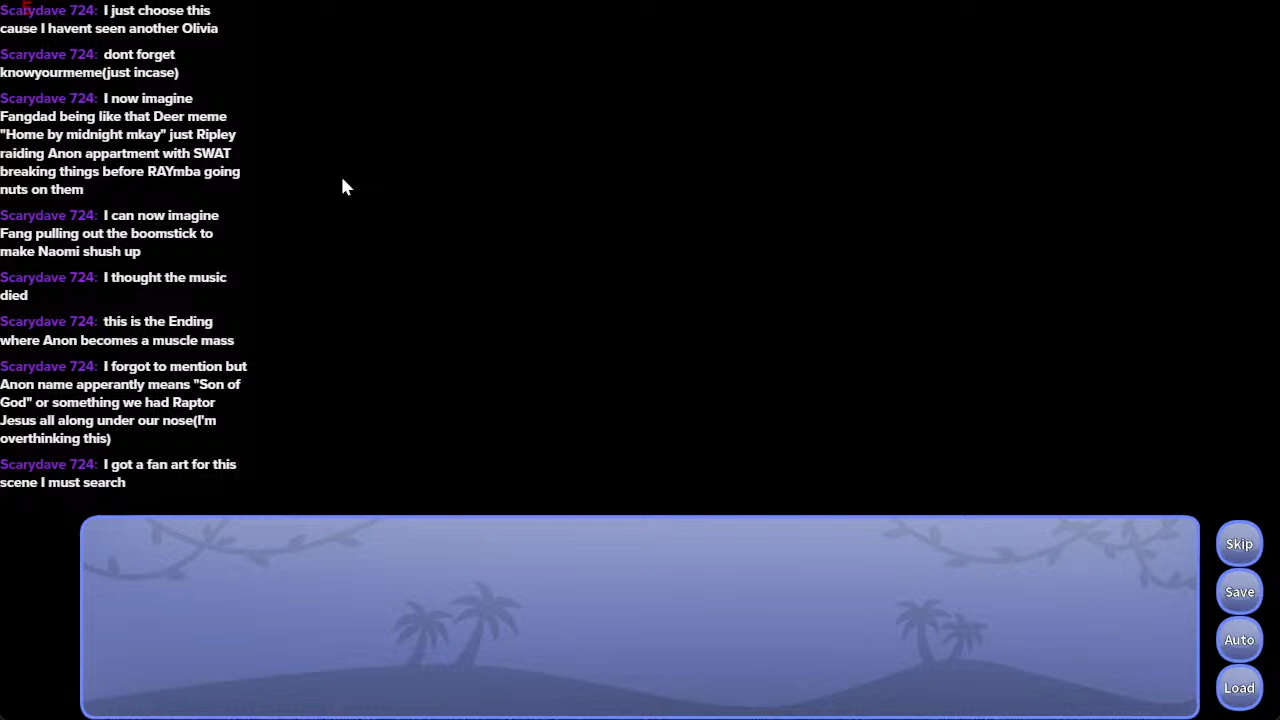 Scarydave 724: I just choose this
cause I havent seen another Olivia
Scarydave 724: dont forget
knowyourmeme(just incase)
Scarydave 724: I now imagine
Fangdad being like that Deer meme
"Home by midnight mkay" just Ripley
raiding Anon appartment with SWAT
breaking things before RAYmba going
nuts on them
Scarydave 724: I can now imagine
Fang pulling out the boomstick to
make Naomi shush up
Scarydave 724: I thought the music
died
Scarydave 724: this is the Ending
where Anon becomes a muscle mass
Scarydave 724: I forgot to mention but
Anon name apperantly means "Son of
God" or something we had Raptor
Jesus all along under our nose(I'm
overthinking this)
Scarydave 724: I got a fan art for this
scene I must search
Skip
Save
Auto
Load